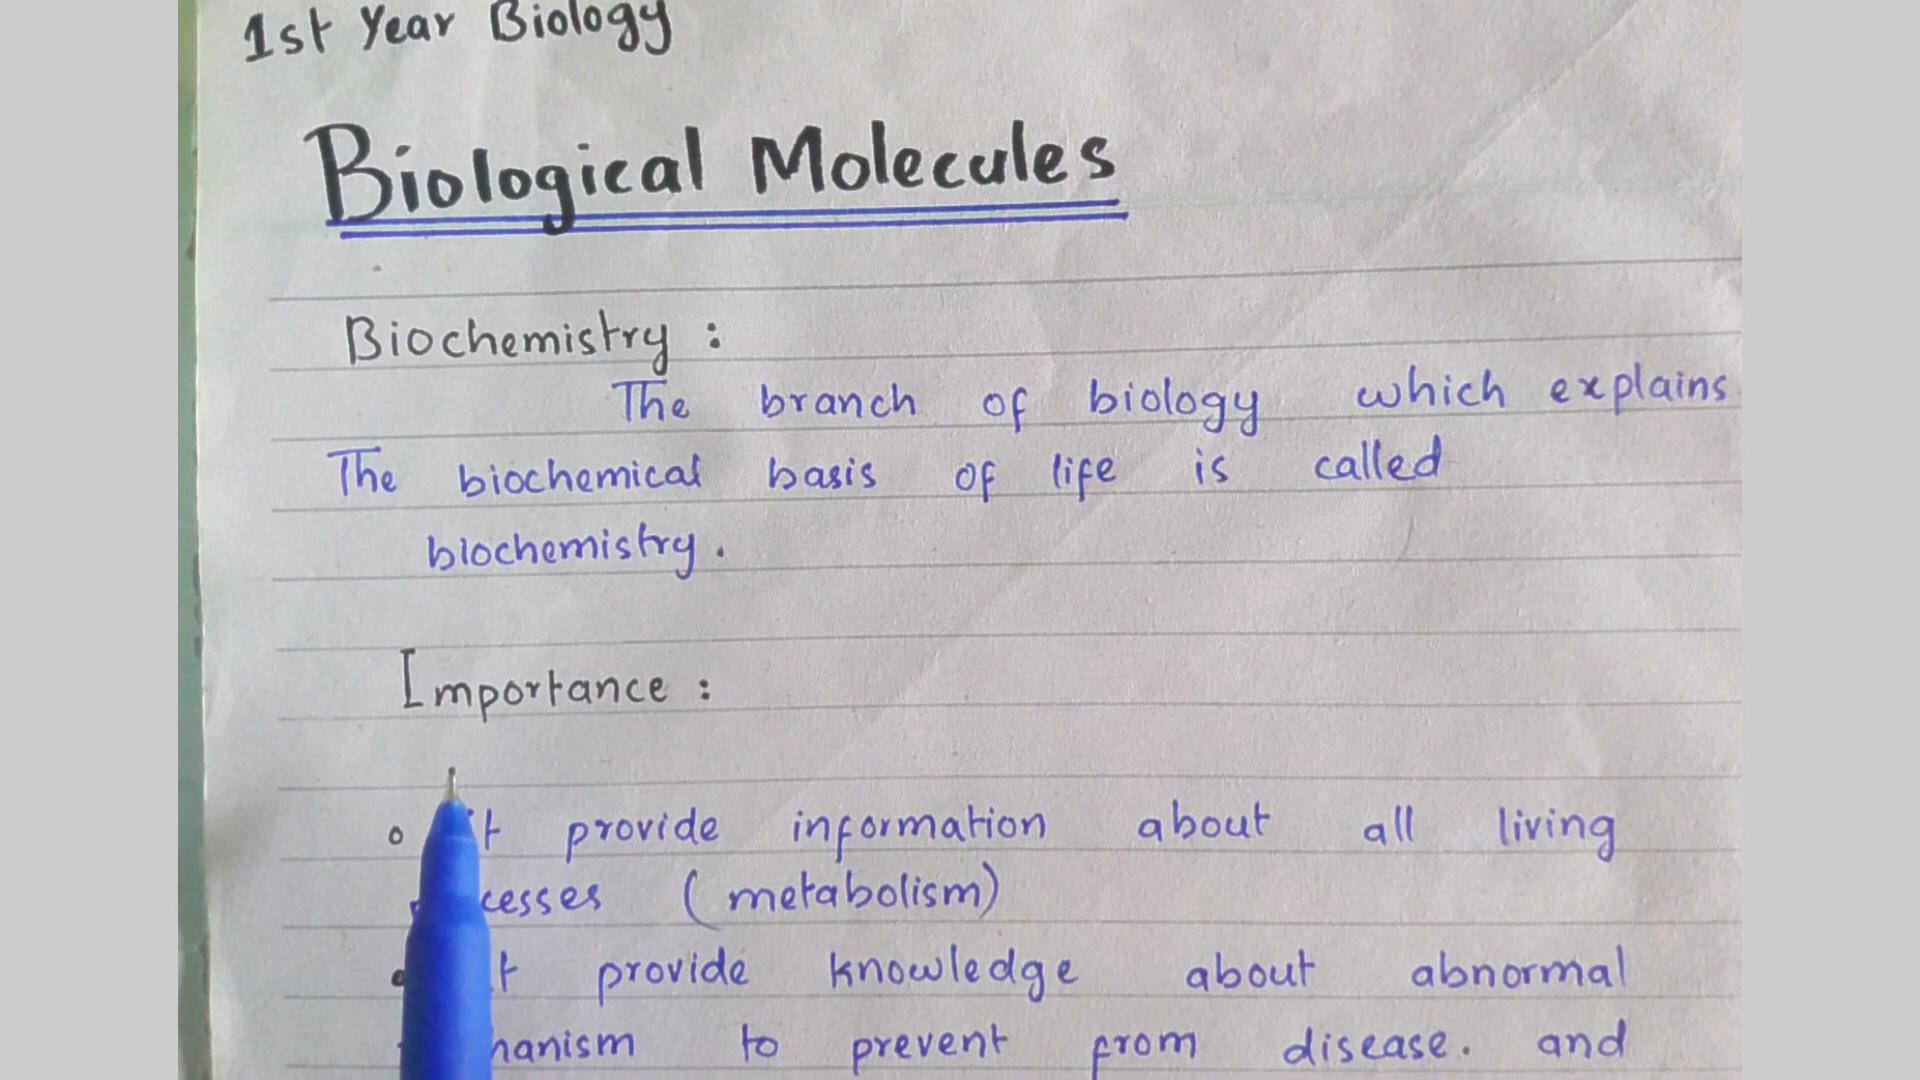 1st Year Biology
Biological Molecules
Biochemistry :
The branch of biology which explains
The biochemical basis of life is called
biochemistry.
Importance :
it provide information about all living
cesses (metabolism)
It provide knowledge about abnormal
hanism to prevent from disease. and